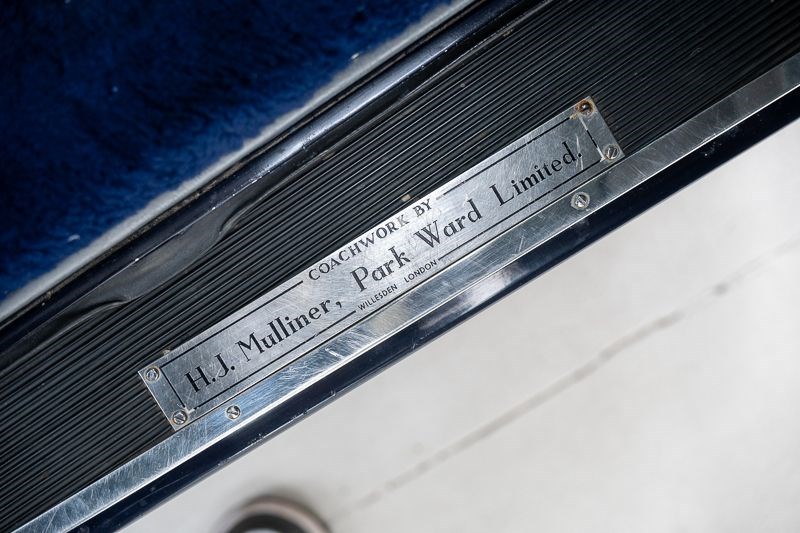 COACHWORK BY
H.J. Mulliner, Park Ward Limited.
WILLESDEN LONDON